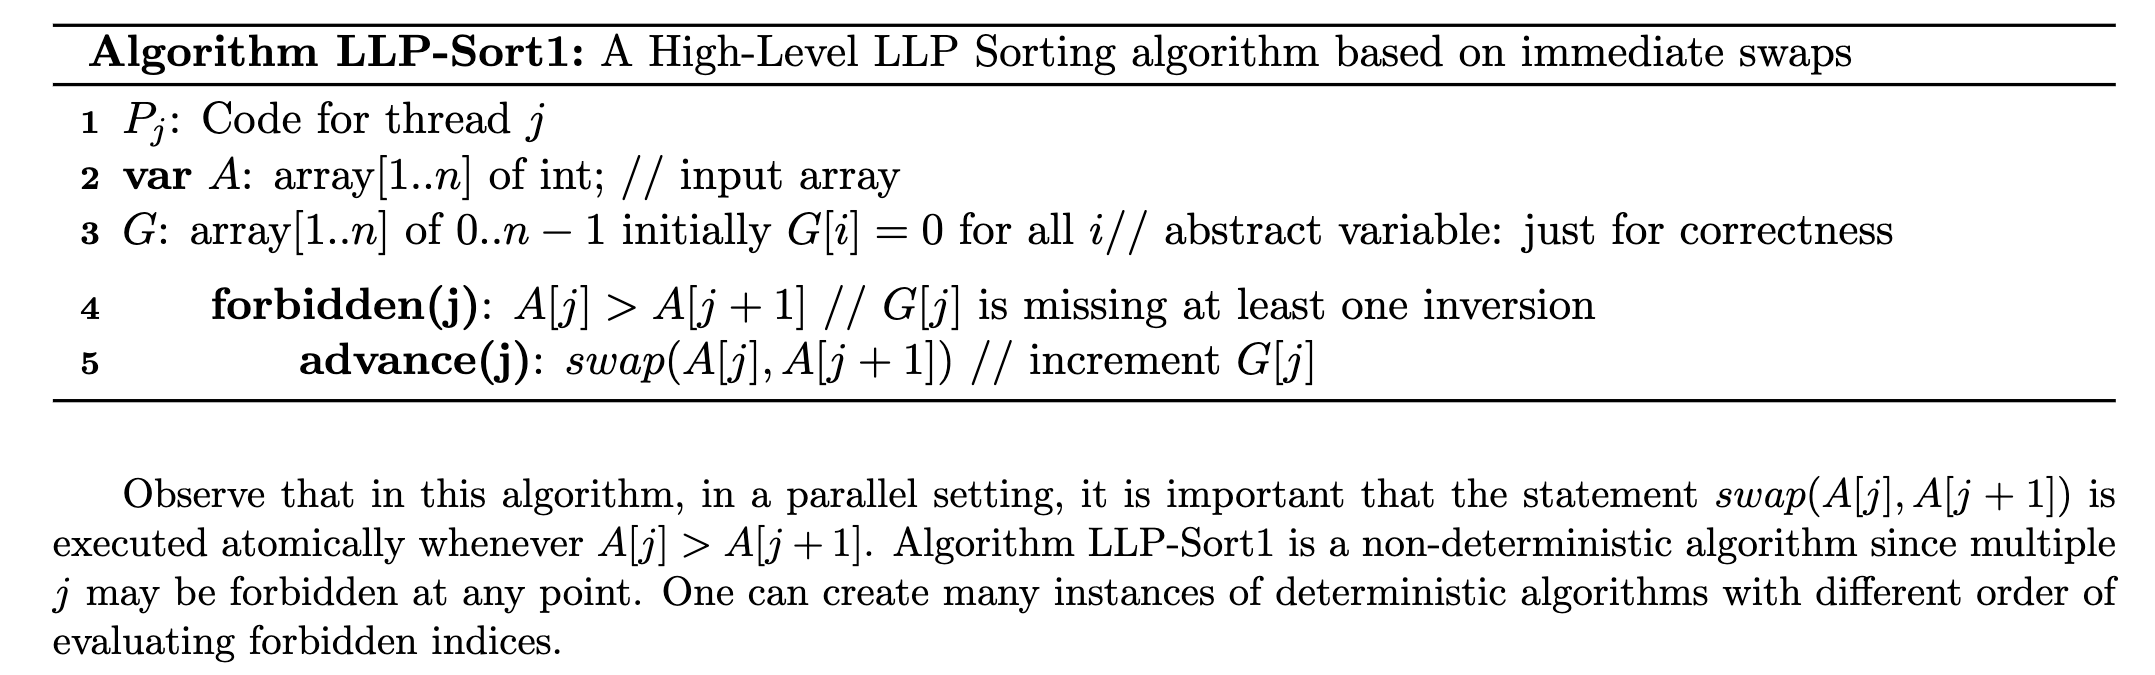 Algorithm LLP-Sort1: A High-Level LLP Sorting algorithm based on immediate swaps
1 P_j: Code for thread j
2 var A: array[1..n] of int; // input array
3 G: array[1..n] of 0..n − 1 initially G[i] = 0 for all i// abstract variable: just for correctness
4 forbidden(j): A[j] > A[j + 1] // G[j] is missing at least one inversion
5 advance(j): swap(A[j], A[j + 1]) // increment G[j]
Observe that in this algorithm, in a parallel setting, it is important that the statement swap(A[j], A[j + 1]) is
executed atomically whenever A[j] > A[j + 1]. Algorithm LLP-Sort1 is a non-deterministic algorithm since multiple
j may be forbidden at any point. One can create many instances of deterministic algorithms with different order of
evaluating forbidden indices.